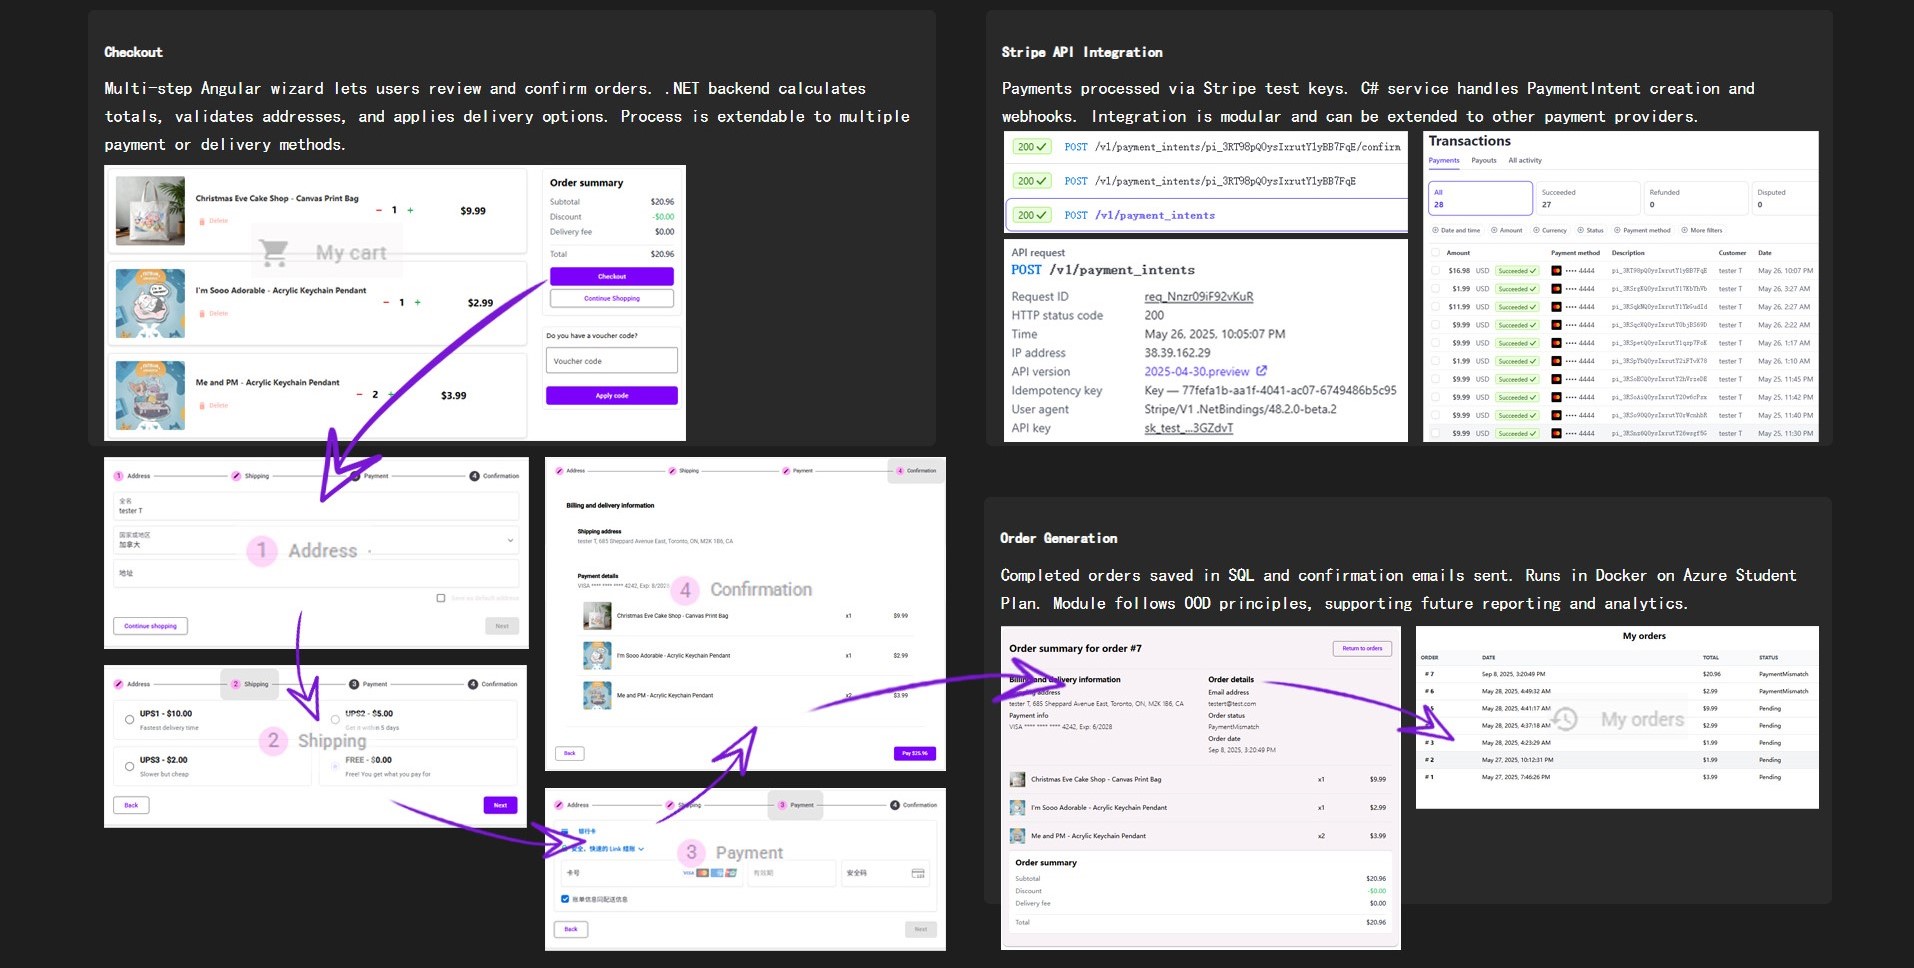 Checkout
Multi-step Angular wizard lets users review and confirm orders. .NET backend calculates
totals, validates addresses, and applies delivery options. Process is extendable to multiple
payment or delivery methods.
Christmas Eve Cake Shop - Canvas Print Bag
- 1 +
$9.99
Delete
My cart
I'm Sooo Adorable - Acrylic Keychain Pendant
- 1 +
$2.99
Delete
Me and PM - Acrylic Keychain Pendant
- 2
$3.99
Delete
Order summary
Subtotal $20.96
Discount -$0.00
Delivery fee $0.00
Total $20.96
Checkout
Continue Shopping
Do you have a voucher code?
Voucher code
Apply code
1 Address Shipping Payment 4 Confirmation
全名
tester T
国家或地区
加拿大
1 Address
地址
Save as default address
Continue shopping Next
Address 2 Shipping 3 Payment 4 Confirmation
UPS1 - $10.00
Fastest delivery time
UPS2 - $5.00
Get it within 5 days
2 Shipping
UPS3 - $2.00
Slower but cheap
FREE - $0.00
Free! You get what you pay for
Back Next
Address Shipping Payment 4 Confirmation
Billing and delivery information
Shipping address
tester T, 685 Sheppard Avenue East, Toronto, ON, M2K 1B6, CA
Payment details
VISA **** **** **** 4242, Exp: 6/2028
4 Confirmation
Christmas Eve Cake Shop - Canvas Print Bag x1 $9.99
I'm Sooo Adorable - Acrylic Keychain Pendant x1 $2.99
Me and PM - Acrylic Keychain Pendant x2 $3.99
Back Pay $25.96
Address Shipping 3 Payment 4 Confirmation
银行卡
安全、快速的 Link 结账
3 Payment
卡号 VISA 有效期 安全码
账单信息同配送信息
Back Next
Stripe API Integration
Payments processed via Stripe test keys. C# service handles PaymentIntent creation and
webhooks. Integration is modular and can be extended to other payment providers.
200 POST /v1/payment_intents/pi_3RT98pQOysIxrutY1yBB7FqE/confirm
200 POST /v1/payment_intents/pi_3RT98pQOysIxrutY1yBB7FqE
200 POST /v1/payment_intents
API request
POST /v1/payment_intents
Request ID req_Nnzr09iF92vKuR
HTTP status code 200
Time May 26, 2025, 10:05:07 PM
IP address 38.39.162.29
API version 2025-04-30.preview
Idempotency key Key — 77fefa1b-aa1f-4041-ac07-6749486b5c95
User agent Stripe/V1 .NetBindings/48.2.0-beta.2
API key sk_test_...3GZdvT
Transactions
Payments Payouts All activity
All
28
Succeeded
27
Refunded
0
Disputed
0
Date and time Amount Currency Status Payment method More filters
Amount Payment method Description Customer Date
$16.98 USD Succeeded •••• 4444 pi_3RT98pQOysIxrutY1yBB7FqE tester T May 26, 10:07 PM
$1.99 USD Succeeded •••• 4444 tester T May 26, 3:27 AM
$11.99 USD Succeeded •••• 4444 tester T May 26, 2:27 AM
$9.99 USD Succeeded •••• 4444 tester T May 26, 2:22 AM
$9.99 USD Succeeded •••• 4444 tester T May 26, 1:17 AM
$1.99 USD Succeeded •••• 4444 tester T May 26, 1:10 AM
$9.99 USD Succeeded •••• 4444 tester T May 25, 11:45 PM
$9.99 USD Succeeded •••• 4444 tester T May 25, 11:42 PM
$9.99 USD Succeeded •••• 4444 tester T May 25, 11:40 PM
$9.99 USD Succeeded •••• 4444 tester T May 25, 11:30 PM
Order Generation
Completed orders saved in SQL and confirmation emails sent. Runs in Docker on Azure Student
Plan. Module follows OOD principles, supporting future reporting and analytics.
Order summary for order #7 Return to orders
Billing and delivery information
address
tester T, 685 Sheppard Avenue East, Toronto, ON, M2K 1B6, CA
Payment info
VISA **** **** **** 4242, Exp: 6/2028
Order details
Email address
testert@test.com
Order status
PaymentMismatch
Order date
Sep 8, 2025, 3:20:49 PM
Christmas Eve Cake Shop - Canvas Print Bag x1 $9.99
I'm Sooo Adorable - Acrylic Keychain Pendant x1 $2.99
Me and PM - Acrylic Keychain Pendant x2 $3.99
Order summary
Subtotal $20.96
Discount -$0.00
Delivery fee $0.00
Total $20.96
My orders
ORDER DATE TOTAL STATUS
# 7 Sep 8, 2025, 3:20:49 PM $20.96 PaymentMismatch
# 6 May 28, 2025, 4:49:32 AM $2.99 PaymentMismatch
5 May 28, 2025, 4:41:17 AM $9.99 Pending
May 28, 2025, 4:37:18 AM $2.99 Pending
My orders
# 3 May 28, 2025, 4:23:29 AM $1.99 Pending
# 2 May 27, 2025, 10:12:31 PM $1.99 Pending
# 1 May 27, 2025, 7:46:26 PM $3.99 Pending